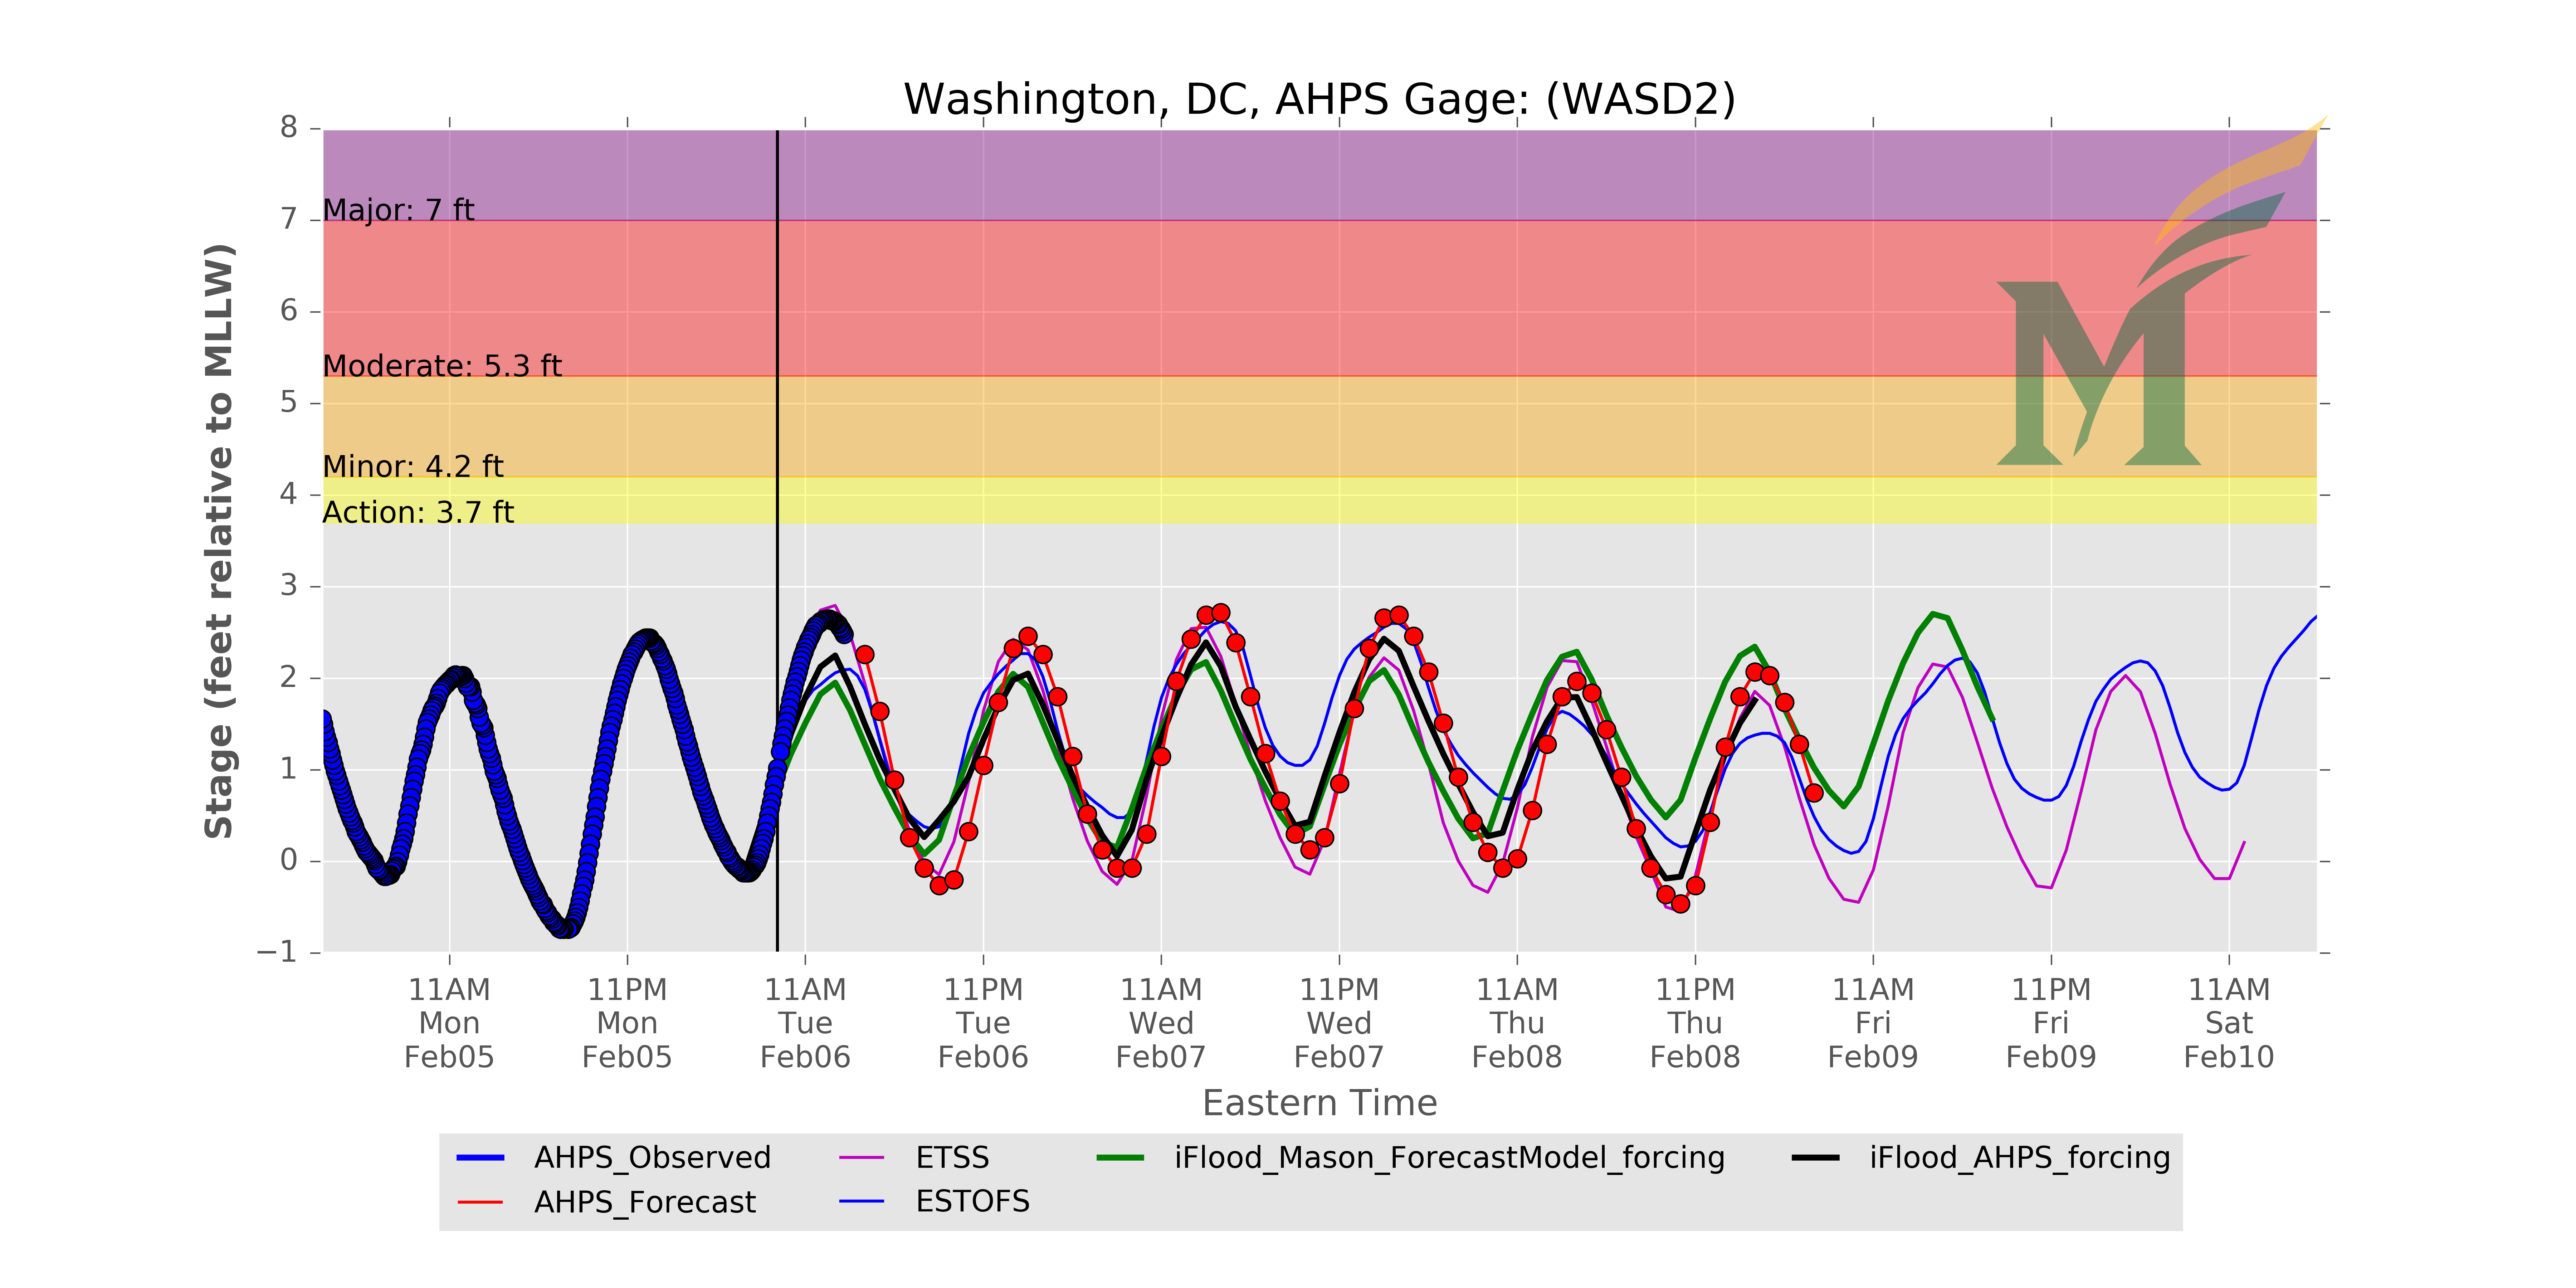 Washington, DC, AHPS Gage: (WASD2)
8
7
6
5
4
3
2
1
0
−1
Stage (feet relative to MLLW)
Major: 7 ft
Moderate: 5.3 ft
Minor: 4.2 ft
Action: 3.7 ft
11AM Mon Feb05
11PM Mon Feb05
11AM Tue Feb06
11PM Tue Feb06
11AM Wed Feb07
11PM Wed Feb07
11AM Thu Feb08
11PM Thu Feb08
11AM Fri Feb09
11PM Fri Feb09
11AM Sat Feb10
Eastern Time
AHPS_Observed
AHPS_Forecast
ETSS
ESTOFS
iFlood_Mason_ForecastModel_forcing
iFlood_AHPS_forcing
M